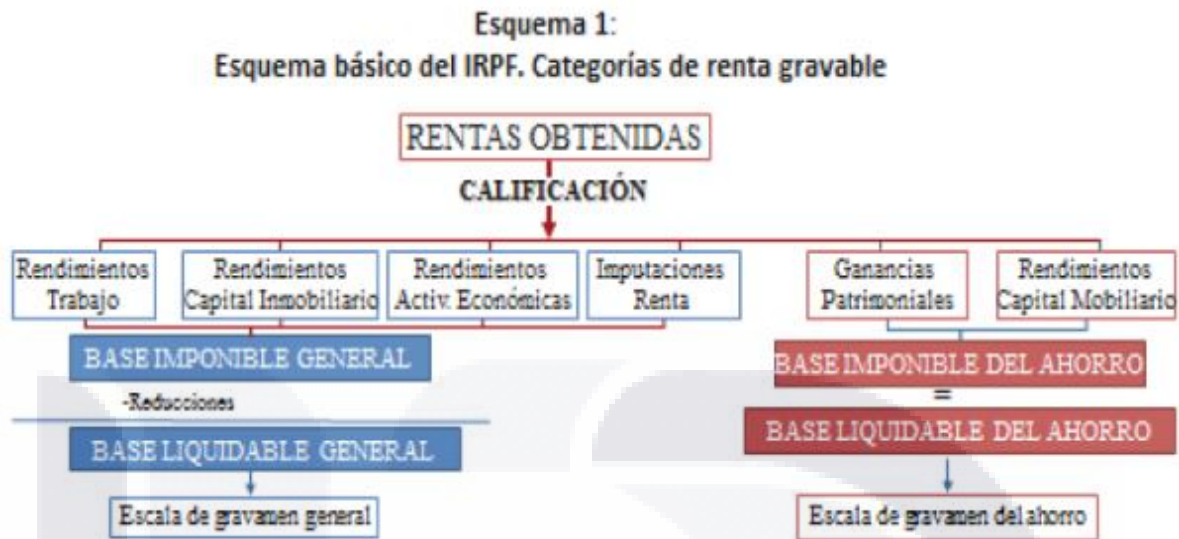 Esquema 1:
Esquema básico del IRPF. Categorías de renta gravable
RENTAS OBTENIDAS
CALIFICACIÓN
Rendimientos
Trabajo
Rendimientos
Capital Inmobiliario
Rendimientos
Activ. Económicas
Imputaciones
Renta
Ganancias
Patrimoniales
Rendimientos
Capital Mobiliario
BASE IMPONIBLE GENERAL
-Reducciones
BASE LIQUIDABLE GENERAL
Escala de gravamen general
BASE IMPONIBLE DEL AHORRO
=
BASE LIQUIDABLE DEL AHORRO
Escala de gravamen del ahorro